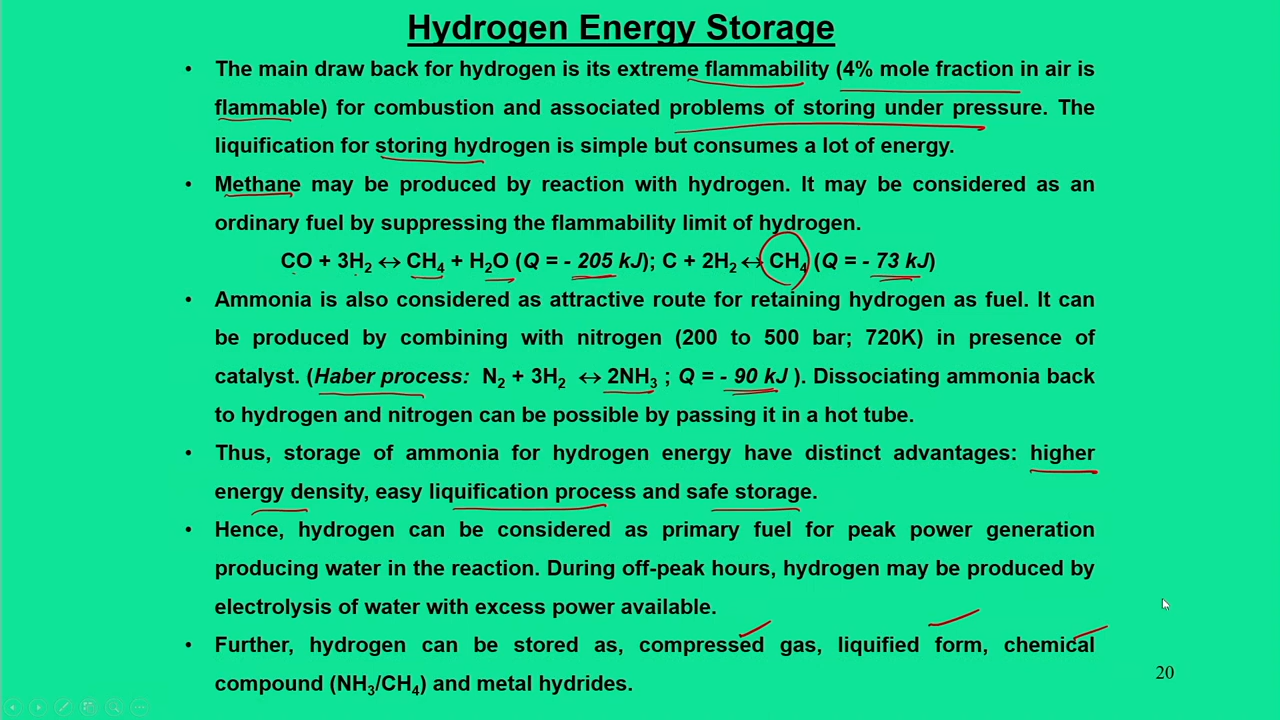 Hydrogen Energy Storage
• The main draw back for hydrogen is its extreme flammability (4% mole fraction in air is
flammable) for combustion and associated problems of storing under pressure. The
liquification for storing hydrogen is simple but consumes a lot of energy.
• Methane may be produced by reaction with hydrogen. It may be considered as an
ordinary fuel by suppressing the flammability limit of hydrogen.
CO + 3H₂ ↔ CH₄ + H₂O (Q = - 205 kJ); C + 2H₂ ↔ CH₄ (Q = - 73 kJ)
• Ammonia is also considered as attractive route for retaining hydrogen as fuel. It can
be produced by combining with nitrogen (200 to 500 bar; 720K) in presence of
catalyst. (Haber process: N₂ + 3H₂ ↔ 2NH₃ ; Q = - 90 kJ ). Dissociating ammonia back
to hydrogen and nitrogen can be possible by passing it in a hot tube.
• Thus, storage of ammonia for hydrogen energy have distinct advantages: higher
energy density, easy liquification process and safe storage.
• Hence, hydrogen can be considered as primary fuel for peak power generation
producing water in the reaction. During off-peak hours, hydrogen may be produced by
electrolysis of water with excess power available.
• Further, hydrogen can be stored as, compressed gas, liquified form, chemical
compound (NH₃/CH₄) and metal hydrides.
20